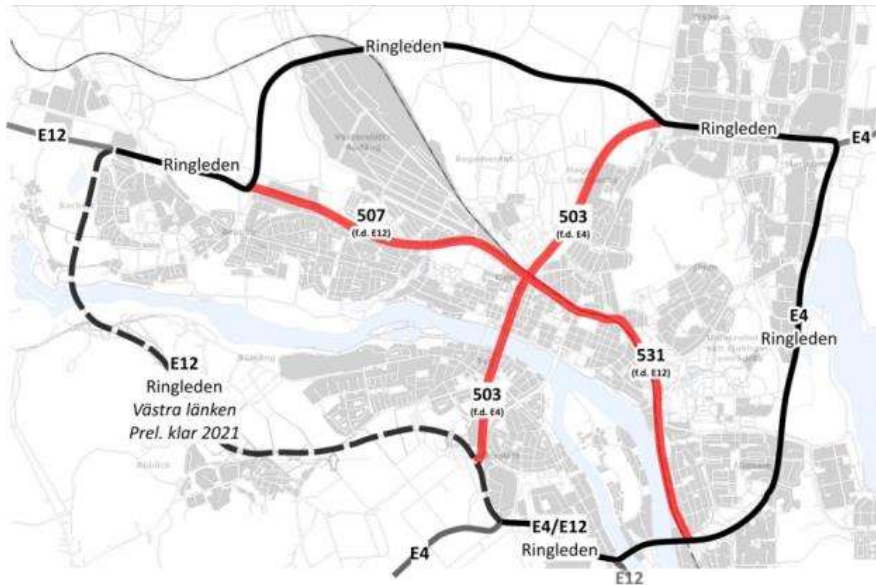 Ringleden
E12
Ringleden
Ringleden
E4
507
(f.d. E12)
503
(f.d. E4)
E4
Ringleden
531
(f.d. E12)
E12
Ringleden
Västra länken
Prel. klar 2021
503
(f.d. E4)
E4/E12
Ringleden
E4
E12